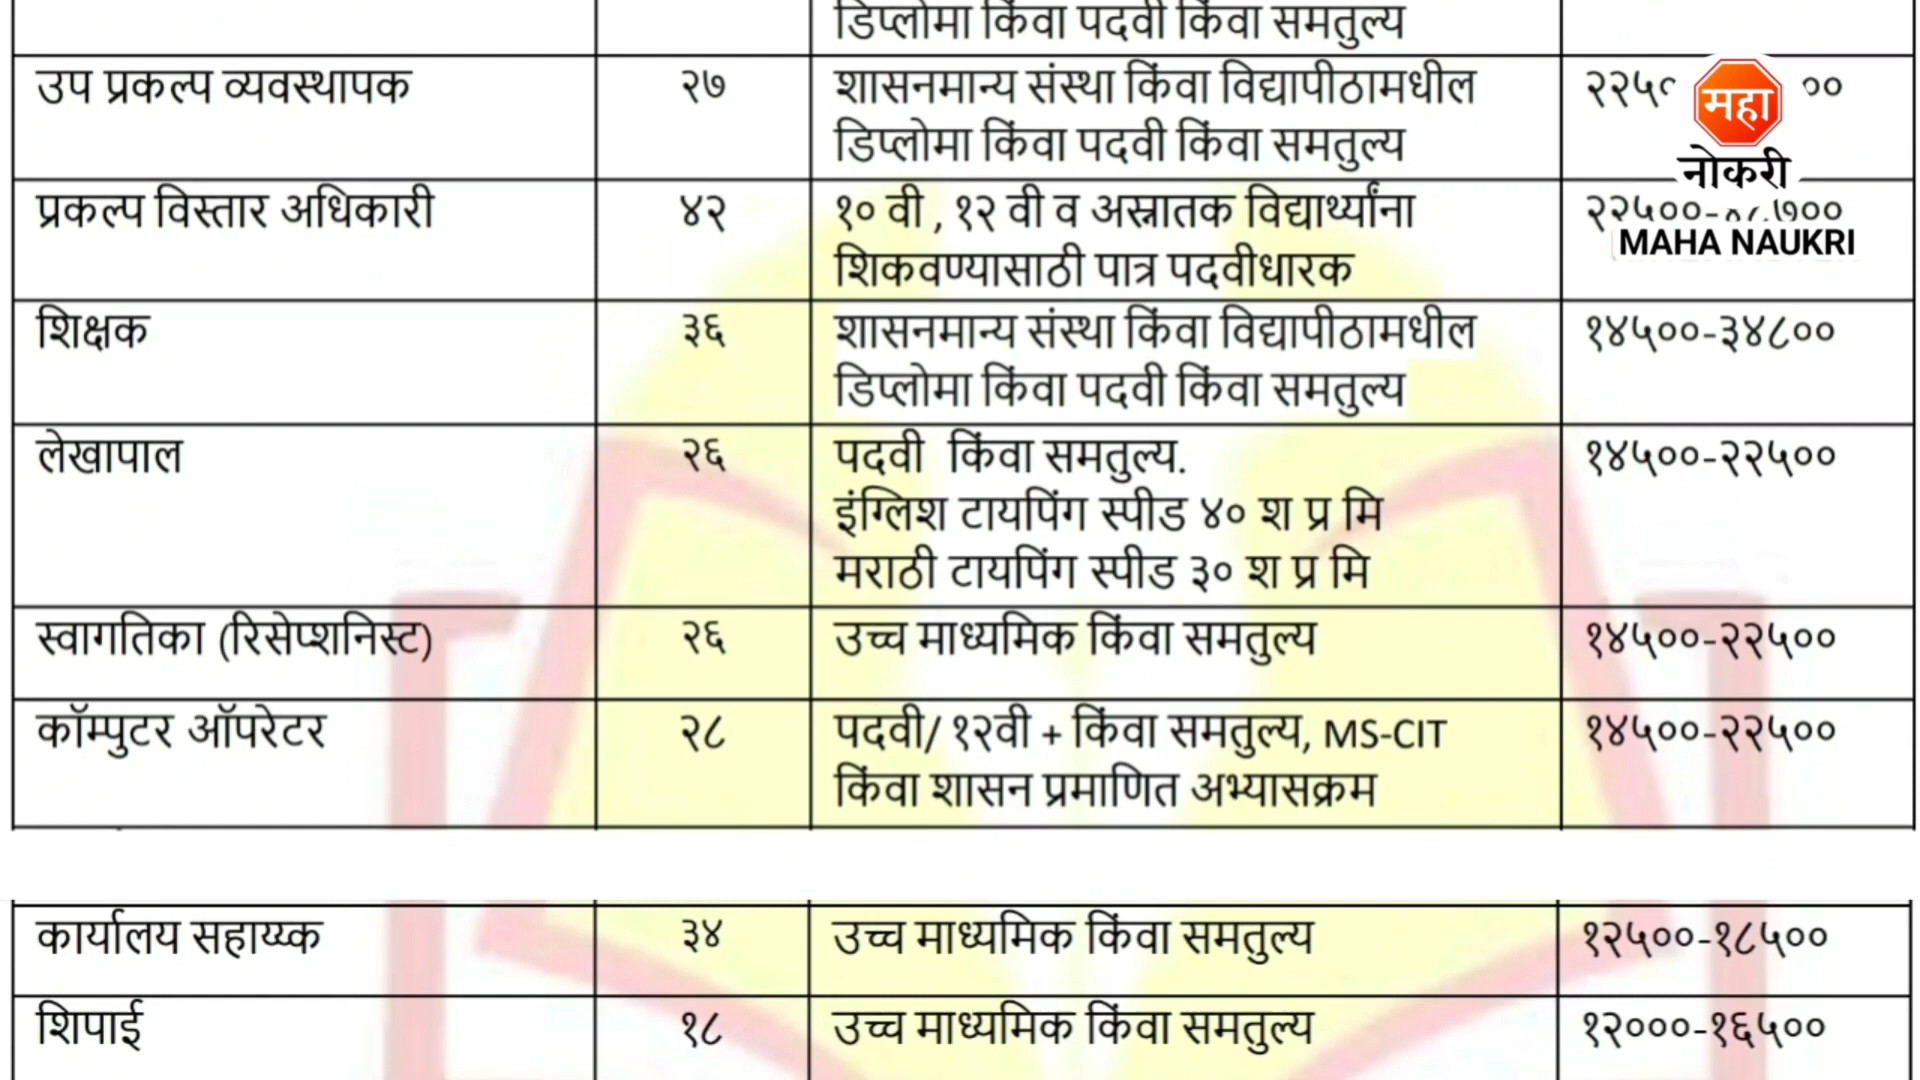 डिप्लोमा किंवा पदवी किंवा समतुल्य
उप प्रकल्प व्यवस्थापक २७ शासनमान्य संस्था किंवा विद्यापीठामधील
डिप्लोमा किंवा पदवी किंवा समतुल्य
महा
नोकरी
MAHA NAUKRI
प्रकल्प विस्तार अधिकारी ४२ १० वी , १२ वी व अस्नातक विद्यार्थ्यांना
शिकवण्यासाठी पात्र पदवीधारक
शिक्षक ३६ शासनमान्य संस्था किंवा विद्यापीठामधील १४५००-३४८००
डिप्लोमा किंवा पदवी किंवा समतुल्य
लेखापाल २६ पदवी किंवा समतुल्य. १४५००-२२५००
इंग्लिश टायपिंग स्पीड ४० श प्र मि
मराठी टायपिंग स्पीड ३० श प्र मि
स्वागतिका (रिसेप्शनिस्ट) २६ उच्च माध्यमिक किंवा समतुल्य १४५००-२२५००
कॉम्पुटर ऑपरेटर २८ पदवी/ १२वी + किंवा समतुल्य, MS-CIT १४५००-२२५००
किंवा शासन प्रमाणित अभ्यासक्रम
कार्यालय सहाय्य्क ३४ उच्च माध्यमिक किंवा समतुल्य १२५००-१८५००
शिपाई १८ उच्च माध्यमिक किंवा समतुल्य १२०००-१६५००